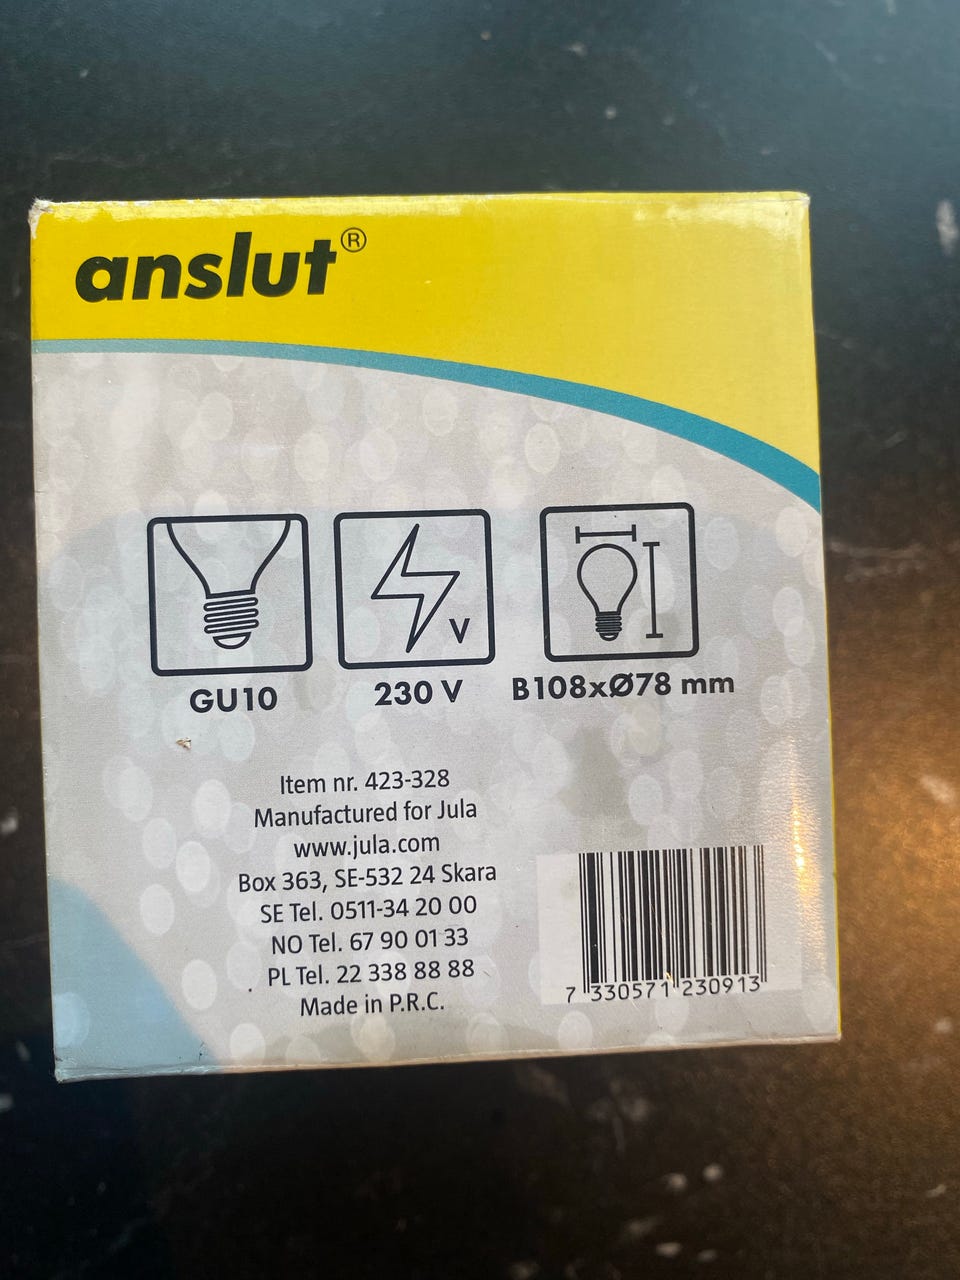 anslut®
V
GU10
230 V
B108xØ78 mm
Item nr. 423-328
Manufactured for Jula
www.jula.com
Box 363, SE-532 24 Skara
SE Tel. 0511-34 20 00
NO Tel. 67 90 01 33
PL Tel. 22 338 88 88
Made in P.R.C.
7 330571 230913